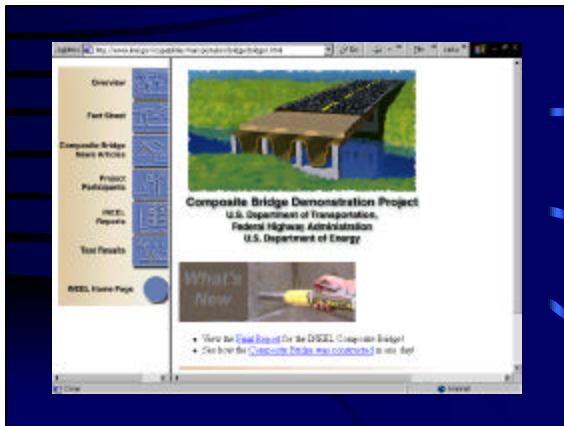 Address
Overview
Fact Sheet
Composite Bridge
News Articles
Project
Participants
INEEL
Reports
Test Results
INEEL Home Page
Composite Bridge Demonstration Project
U.S. Department of Transportation,
Federal Highway Administration
U.S. Department of Energy
What's
New
View the Final Report for the INEEL Composite Bridge!
See how the Composite Bridge was constructed in one day!
Internet